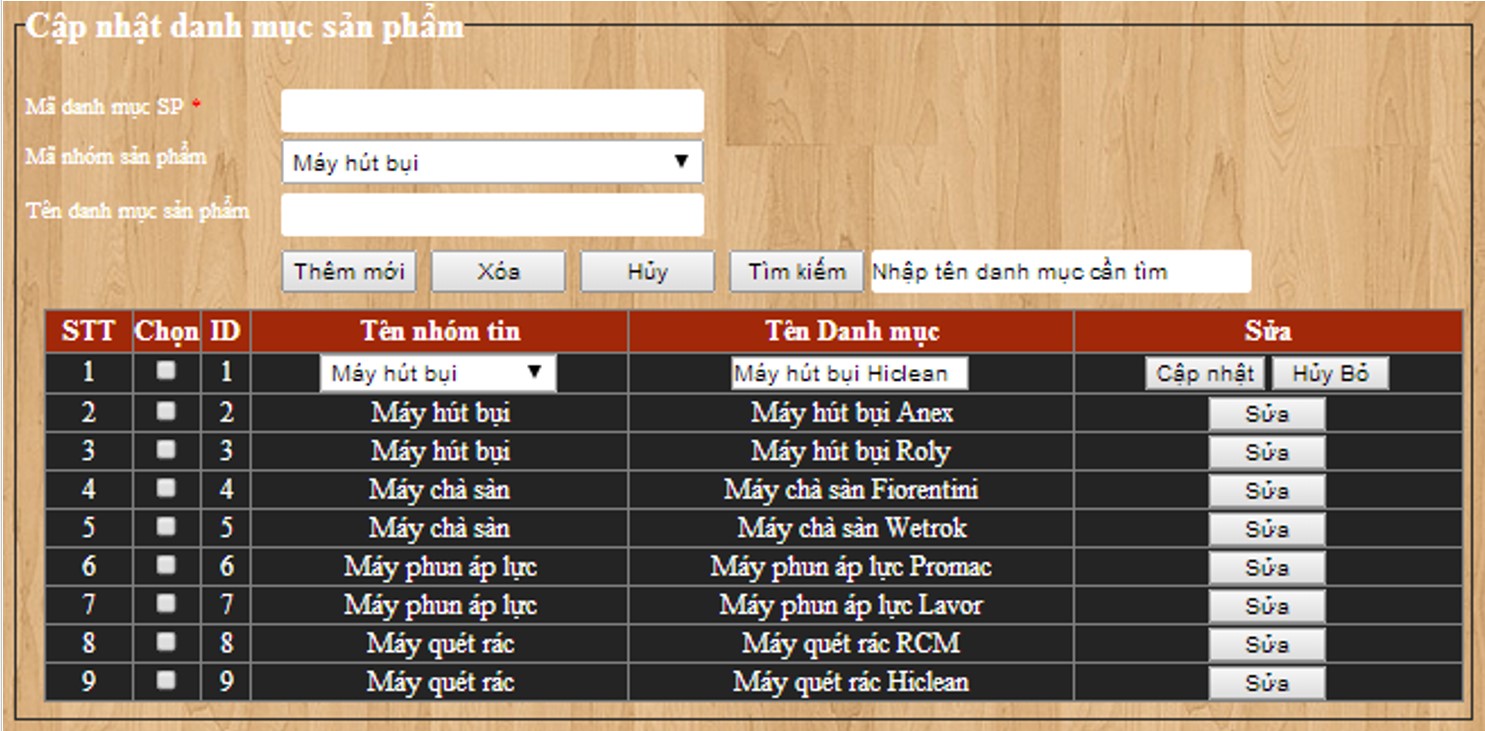 Cập nhật danh mục sản phẩm
Mã danh mục SP *
Mã nhóm sản phẩm Máy hút bụi ▼
Tên danh mục sản phẩm
Thêm mới Xóa Hủy Tìm kiếm Nhập tên danh mục cần tìm
STT Chọn ID Tên nhóm tin Tên Danh mục Sửa
1 1 Máy hút bụi ▼ Máy hút bụi Hiclean Cập nhật Hủy Bỏ
2 2 Máy hút bụi Máy hút bụi Anex Sửa
3 3 Máy hút bụi Máy hút bụi Roly Sửa
4 4 Máy chà sàn Máy chà sàn Fiorentini Sửa
5 5 Máy chà sàn Máy chà sàn Wetrok Sửa
6 6 Máy phun áp lực Máy phun áp lực Promac Sửa
7 7 Máy phun áp lực Máy phun áp lực Lavor Sửa
8 8 Máy quét rác Máy quét rác RCM Sửa
9 9 Máy quét rác Máy quét rác Hiclean Sửa